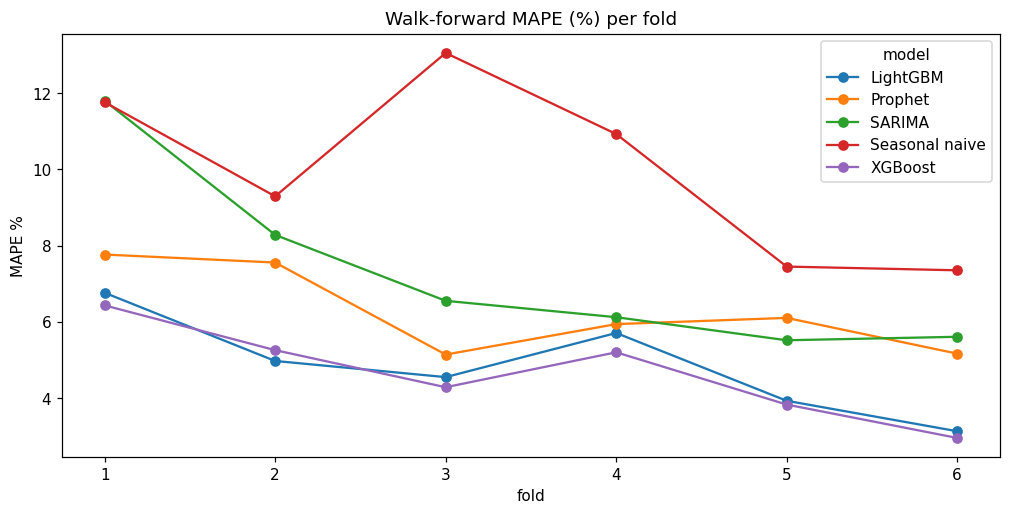 Walk-forward MAPE (%) per fold
MAPE %
12
10
8
6
4
1 2 3 4 5 6
fold
model
LightGBM
Prophet
SARIMA
Seasonal naive
XGBoost